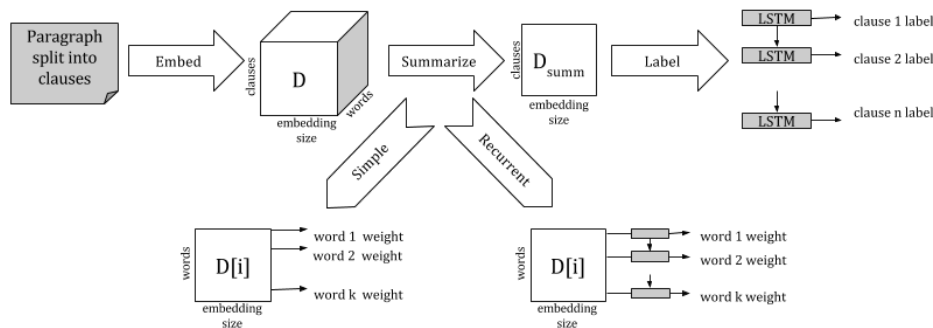 Paragraph
split into
clauses
Embed
clauses
D
words
embedding
size
Summarize
clauses
D summ
embedding
size
Label
LSTM
clause 1 label
LSTM
clause 2 label
LSTM
clause n label
Simple
Recurrent
words
D[i]
embedding
size
word 1 weight
word 2 weight
word k weight
words
D[i]
embedding
size
word 1 weight
word 2 weight
word k weight